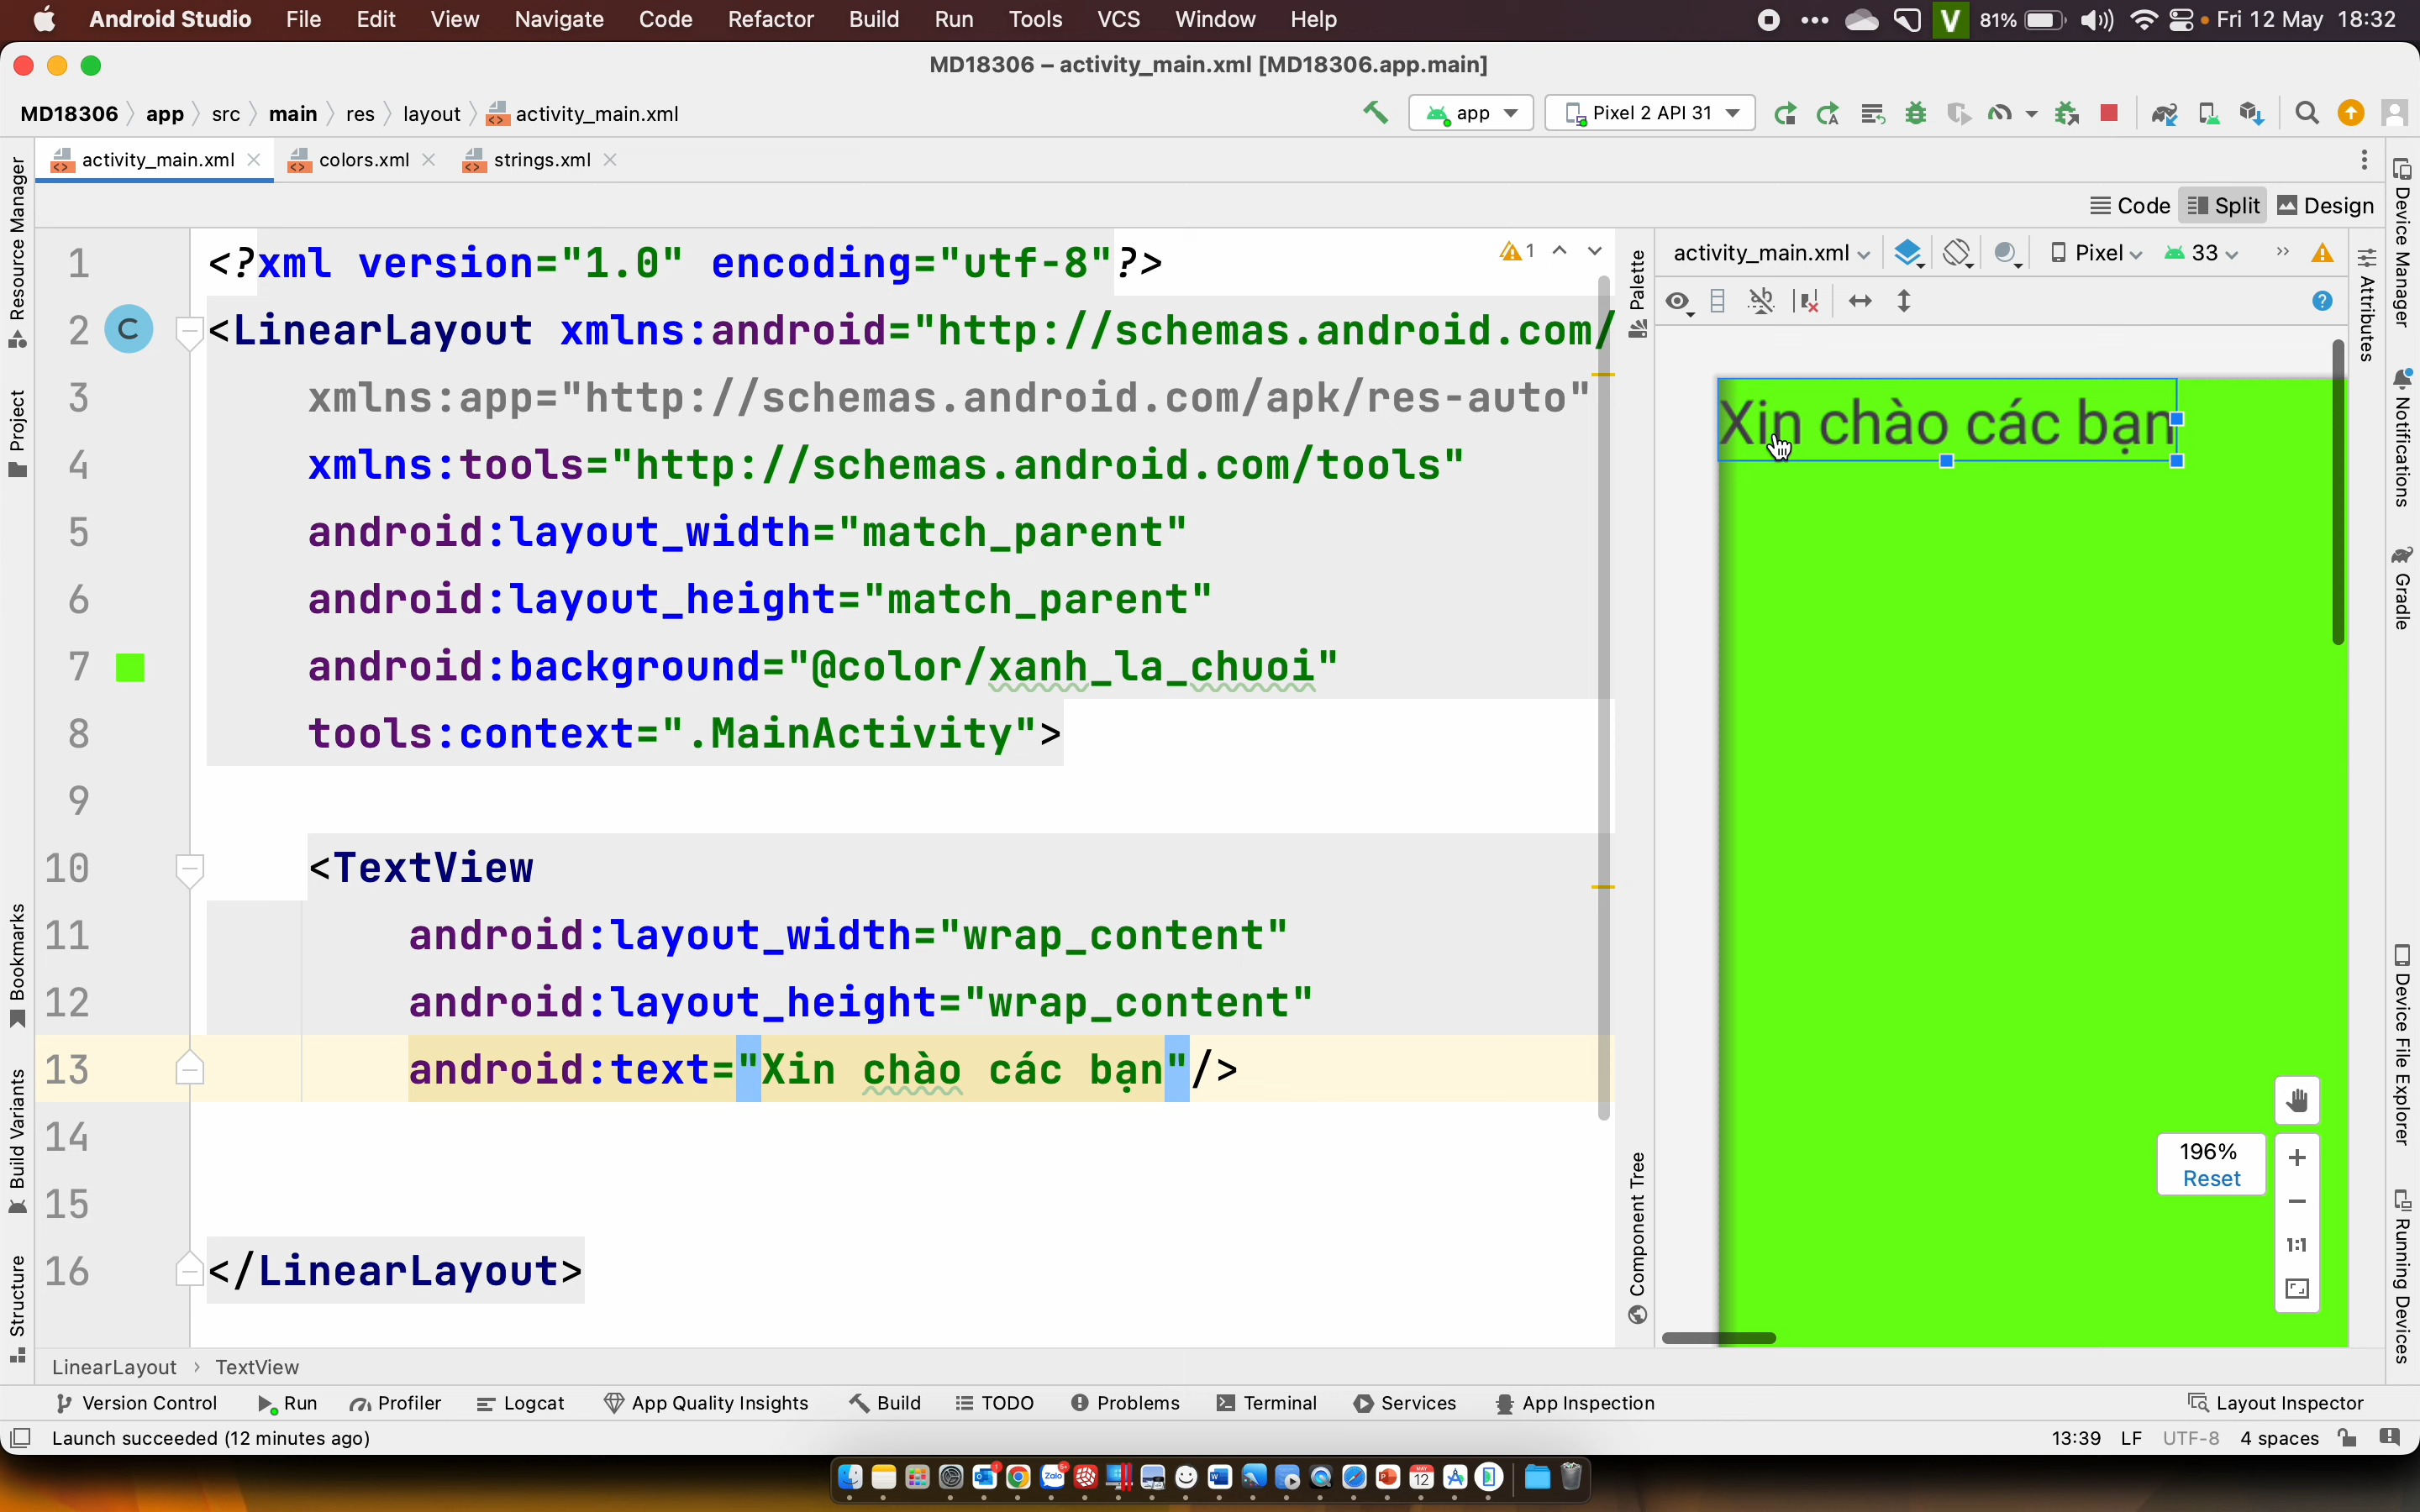 Android Studio File Edit View Navigate Code Refactor Build Run Tools VCS Window Help
V 81% Fri 12 May 18:32
MD18306 – activity_main.xml [MD18306.app.main]
MD18306 app src main res layout activity_main.xml
app Pixel 2 API 31
activity_main.xml colors.xml strings.xml
Code Split Design
Resource Manager
Project
Bookmarks
Build Variants
Structure
1 <?xml version="1.0" encoding="utf-8"?>
2 <LinearLayout xmlns:android="http://schemas.android.com/
3 xmlns:app="http://schemas.android.com/apk/res-auto"
4 xmlns:tools="http://schemas.android.com/tools"
5 android:layout_width="match_parent"
6 android:layout_height="match_parent"
7 android:background="@color/xanh_la_chuoi"
8 tools:context=".MainActivity">
9
10 <TextView
11 android:layout_width="wrap_content"
12 android:layout_height="wrap_content"
13 android:text="Xin chào các bạn"/>
14
15
16 </LinearLayout>
1
C
Palette
Component Tree
activity_main.xml Pixel 33
Xin chào các bạn
196%
Reset
1:1
Attributes
Device Manager
Notifications
Gradle
Device File Explorer
Running Devices
LinearLayout › TextView
Version Control Run Profiler Logcat App Quality Insights Build TODO Problems Terminal Services App Inspection Layout Inspector
Launch succeeded (12 minutes ago)
13:39 LF UTF-8 4 spaces